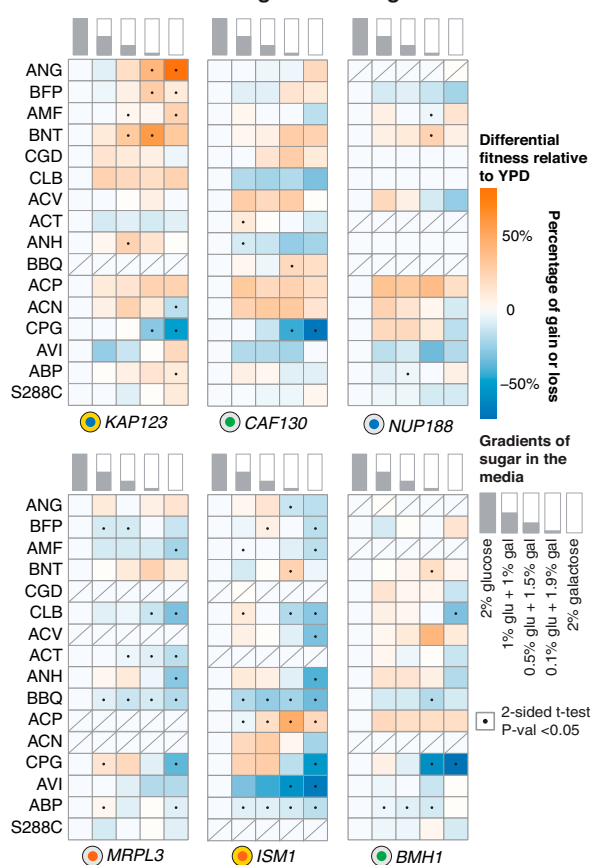 ANG
BFP
AMF
BNT
CGD
CLB
ACV
ACT
ANH
BBQ
ACP
ACN
CPG
AVI
ABP
S288C
KAP123
CAF130
NUP188
Differential
fitness relative
to YPD
50%
0
−50%
Percentage of gain or loss
Gradients of
sugar in the
media
2% glucose
1% glu + 1% gal
0.5% glu + 1.5% gal
0.1% glu + 1.9% gal
2% galactose
2-sided t-test
P-val <0.05
ANG
BFP
AMF
BNT
CGD
CLB
ACV
ACT
ANH
BBQ
ACP
ACN
CPG
AVI
ABP
S288C
MRPL3
ISM1
BMH1